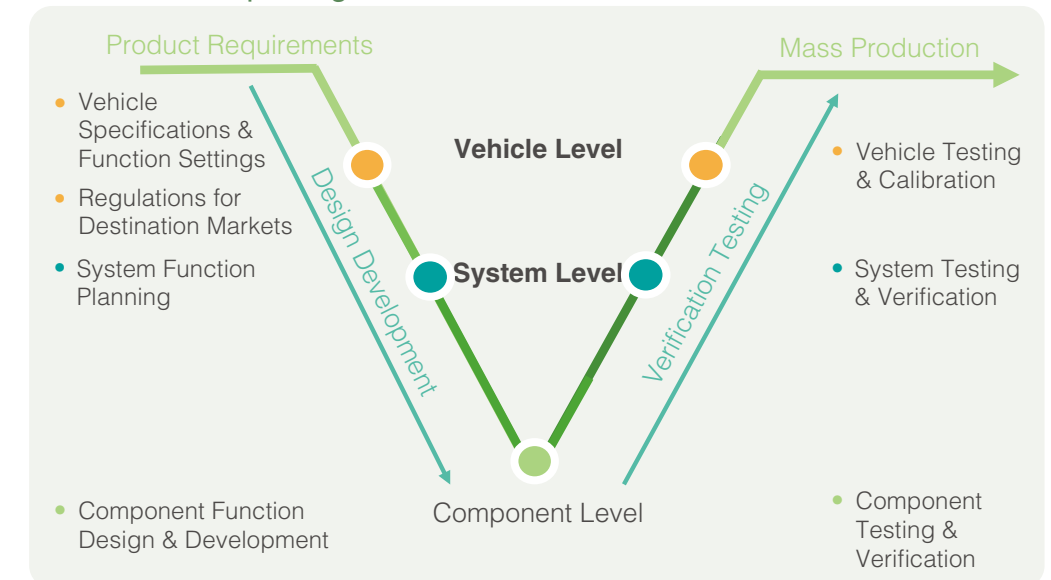 Product Requirements
Mass Production
Vehicle
Specifications &
Function Settings
Regulations for
Destination Markets
System Function
Planning
Component Function
Design & Development
Design Development
Vehicle Level
System Level
Component Level
Verification Testing
Vehicle Testing
& Calibration
System Testing
& Verification
Component
Testing &
Verification